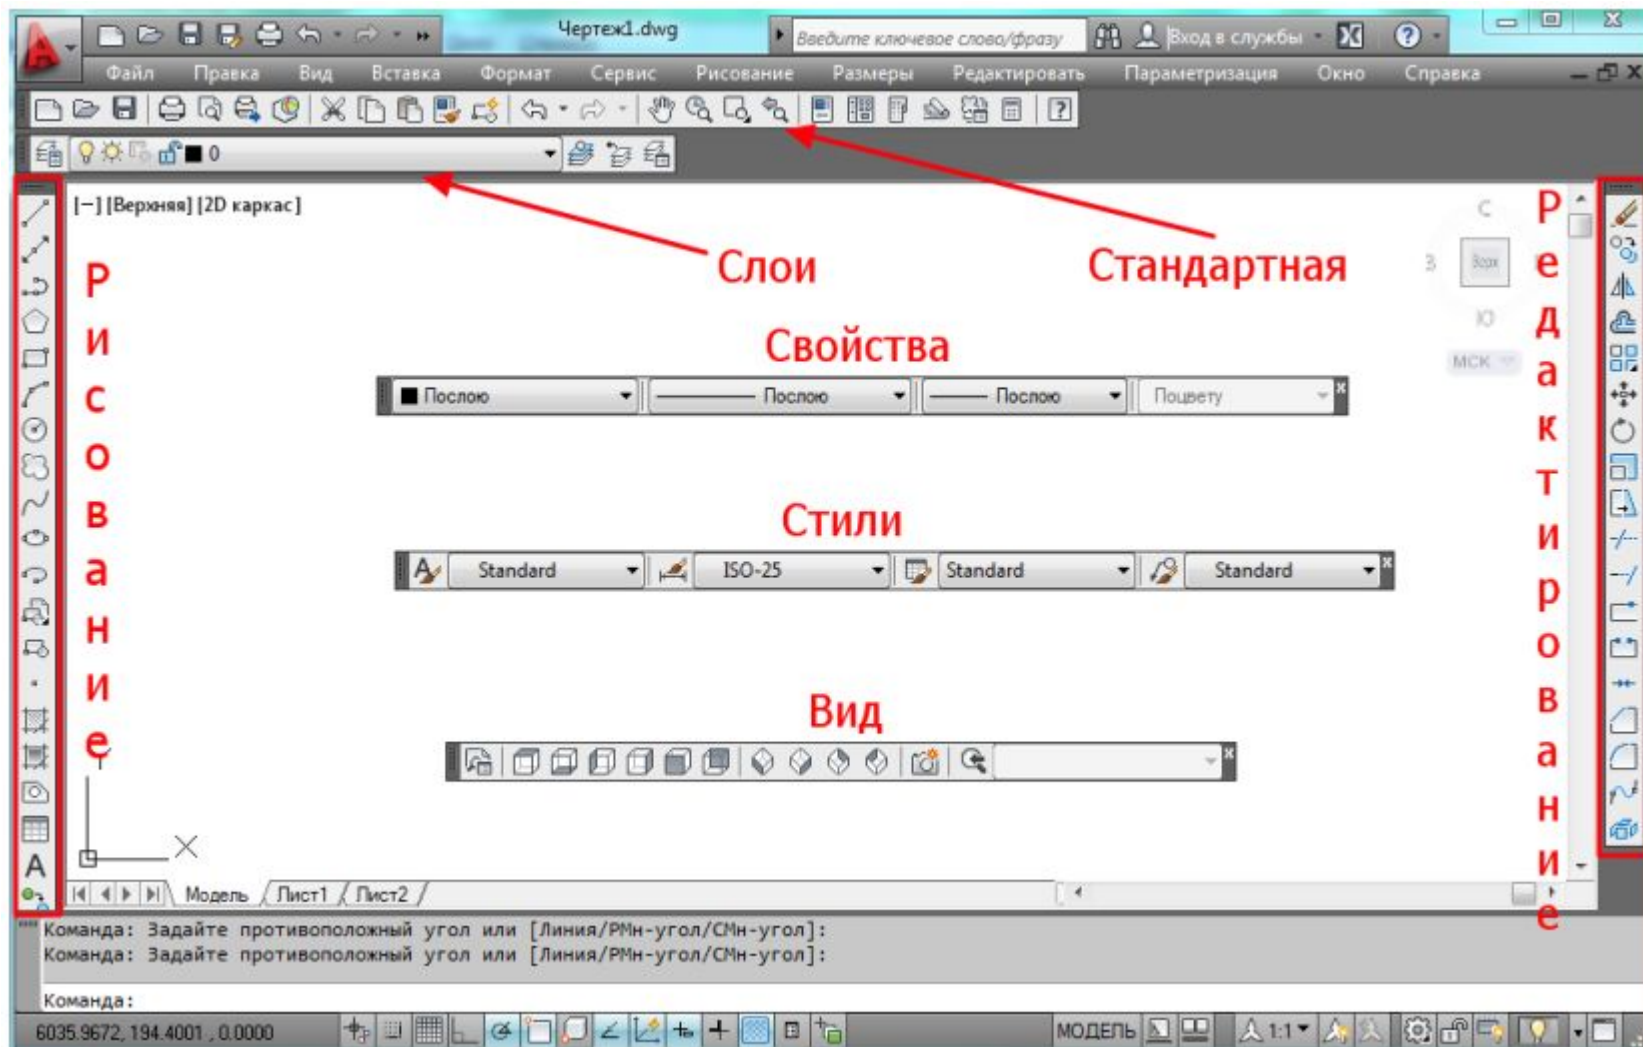 Чертеж1.dwg Введите ключевое слово/фразу Вход в службы
Файл Правка Вид Вставка Формат Сервис Рисование Размеры Редактировать Параметризация Окно Справка
0
[−] [Верхняя] [2D каркас]
Рисование
Редактирование
Слои
Стандартная
С
З
Верх
Ю
МСК
Свойства
Послою Послою Послою Поцвету
Стили
Standard ISO-25 Standard Standard
Вид
Y
X
A
Модель Лист1 Лист2
Команда: Задайте противоположный угол или [Линия/РМн-угол/СМн-угол]:
Команда: Задайте противоположный угол или [Линия/РМн-угол/СМн-угол]:
Команда:
6035.9672, 194.4001 , 0.0000 МОДЕЛЬ 1:1